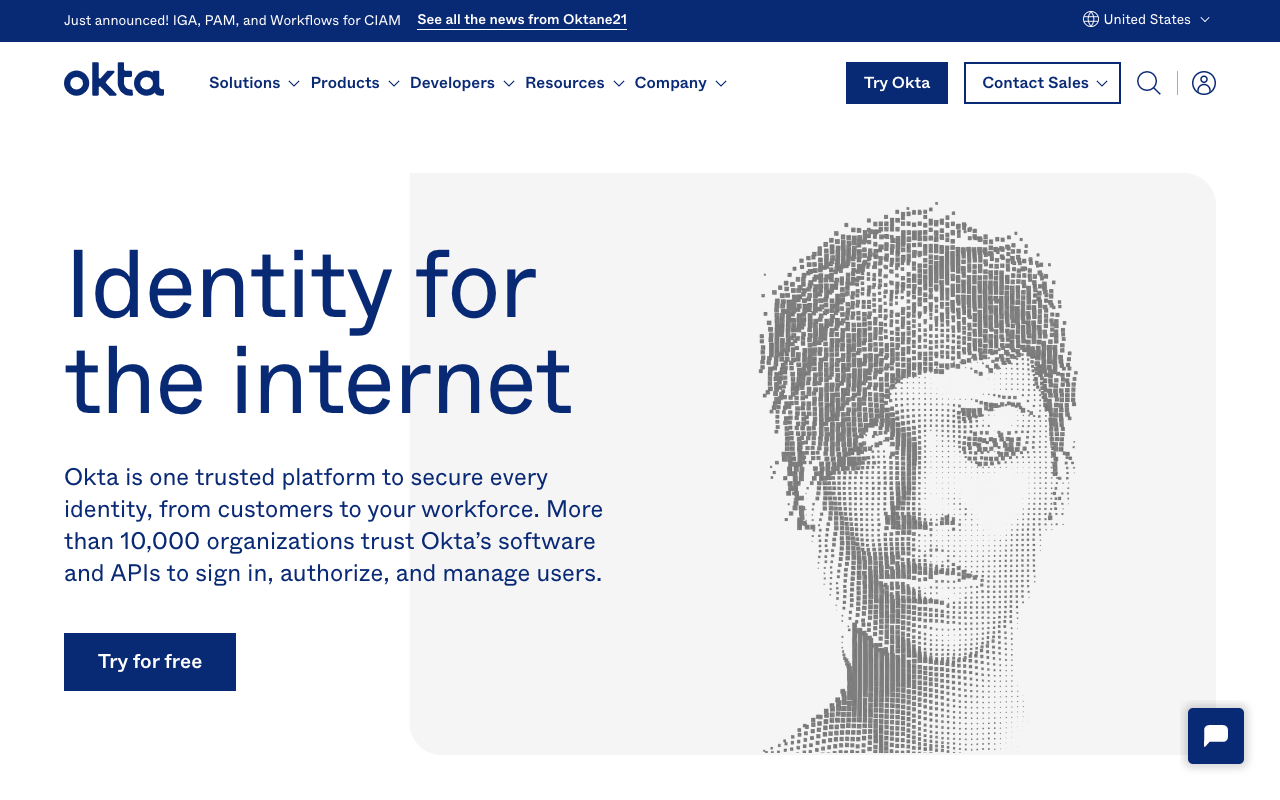 Just announced! IGA, PAM, and Workflows for CIAM See all the news from Oktane21
United States
okta
Solutions Products Developers Resources Company
Try Okta
Contact Sales
Identity for
the internet
Okta is one trusted platform to secure every
identity, from customers to your workforce. More
than 10,000 organizations trust Okta’s software
and APIs to sign in, authorize, and manage users.
Try for free